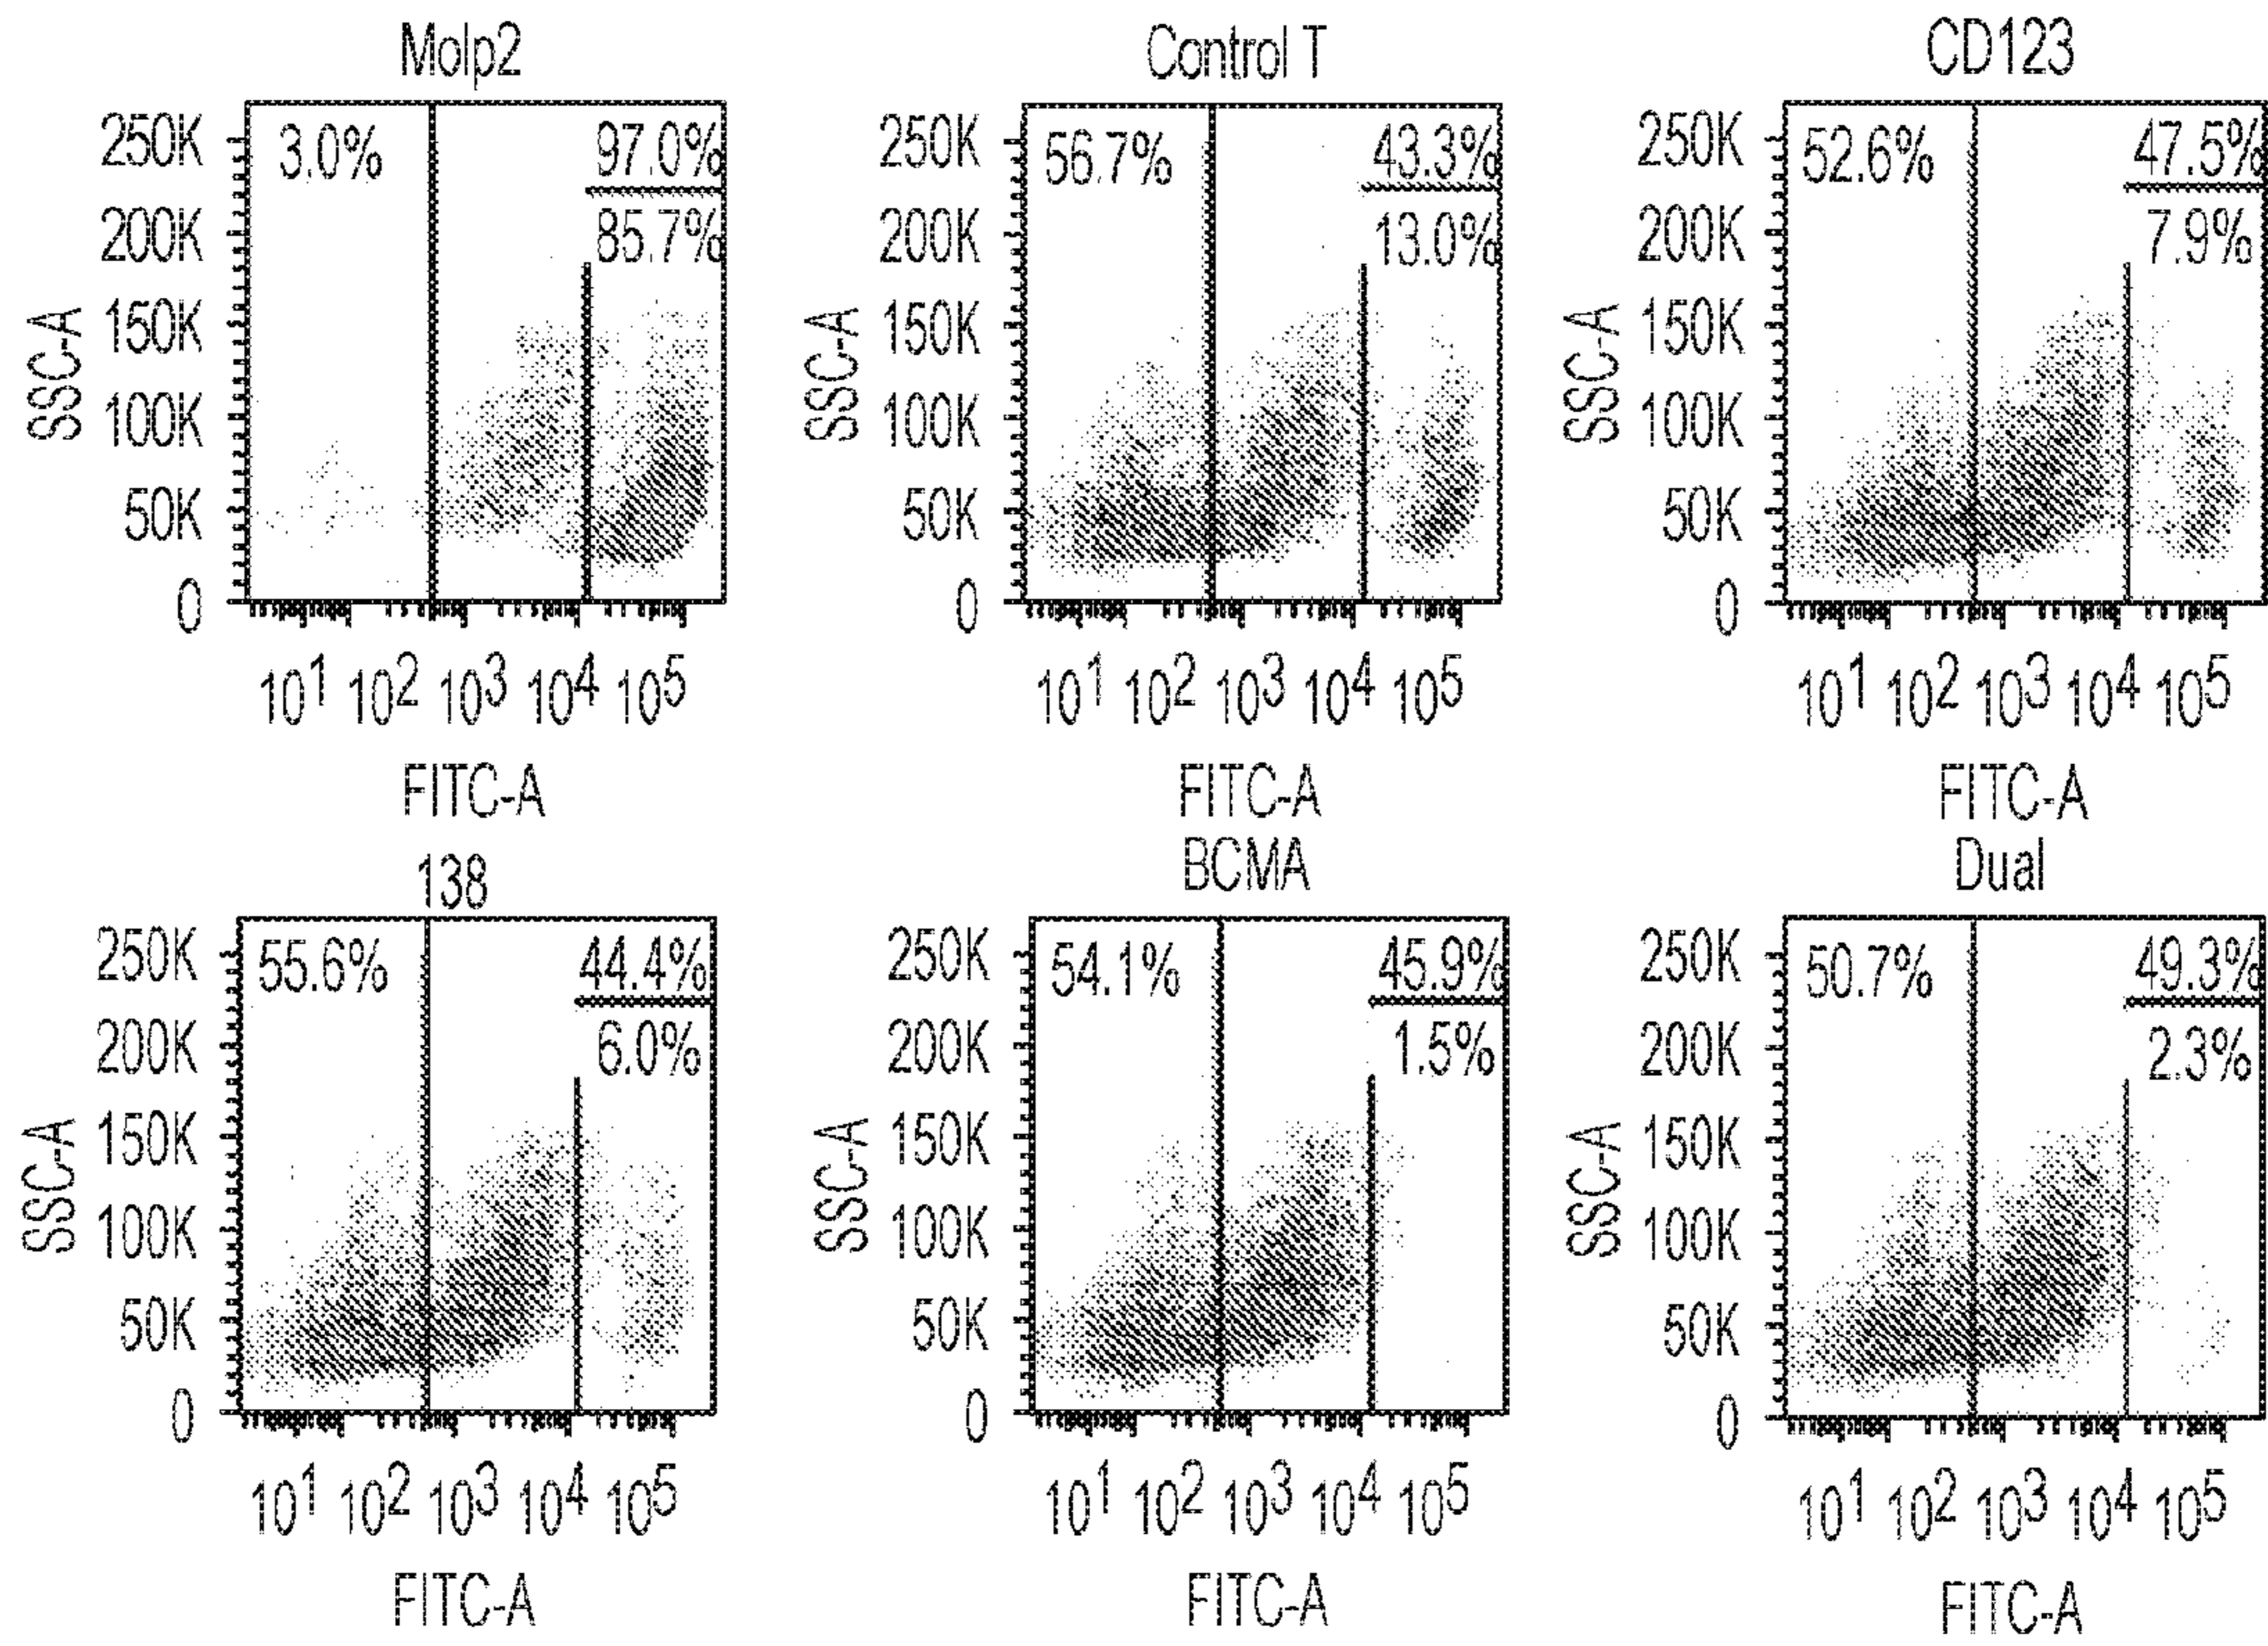 Molp2
Control T
CD123
250K
200K
150K
100K
50K
0
SSC-A
3.0%
97.0%
85.7%
10¹ 10² 10³ 10⁴ 10⁵
FITC-A
250K
200K
150K
100K
50K
0
SSC-A
56.7%
43.3%
13.0%
10¹ 10² 10³ 10⁴ 10⁵
FITC-A
250K
200K
150K
100K
50K
0
SSC-A
52.6%
47.5%
7.9%
10¹ 10² 10³ 10⁴ 10⁵
FITC-A
138
BCMA
Dual
250K
200K
150K
100K
50K
0
SSC-A
55.6%
44.4%
6.0%
10¹ 10² 10³ 10⁴ 10⁵
FITC-A
250K
200K
150K
100K
50K
0
SSC-A
54.1%
45.9%
1.5%
10¹ 10² 10³ 10⁴ 10⁵
FITC-A
250K
200K
150K
100K
50K
0
SSC-A
50.7%
49.3%
2.3%
10¹ 10² 10³ 10⁴ 10⁵
FITC-A